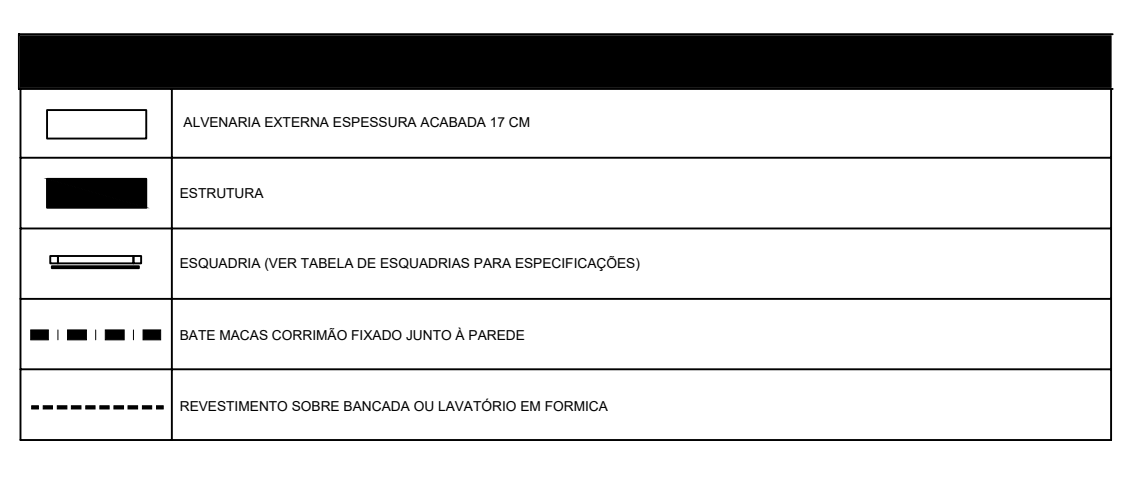 ALVENARIA EXTERNA ESPESSURA ACABADA 17 CM
ESTRUTURA
ESQUADRIA (VER TABELA DE ESQUADRIAS PARA ESPECIFICAÇÕES)
BATE MACAS CORRIMÃO FIXADO JUNTO À PAREDE
REVESTIMENTO SOBRE BANCADA OU LAVATÓRIO EM FORMICA